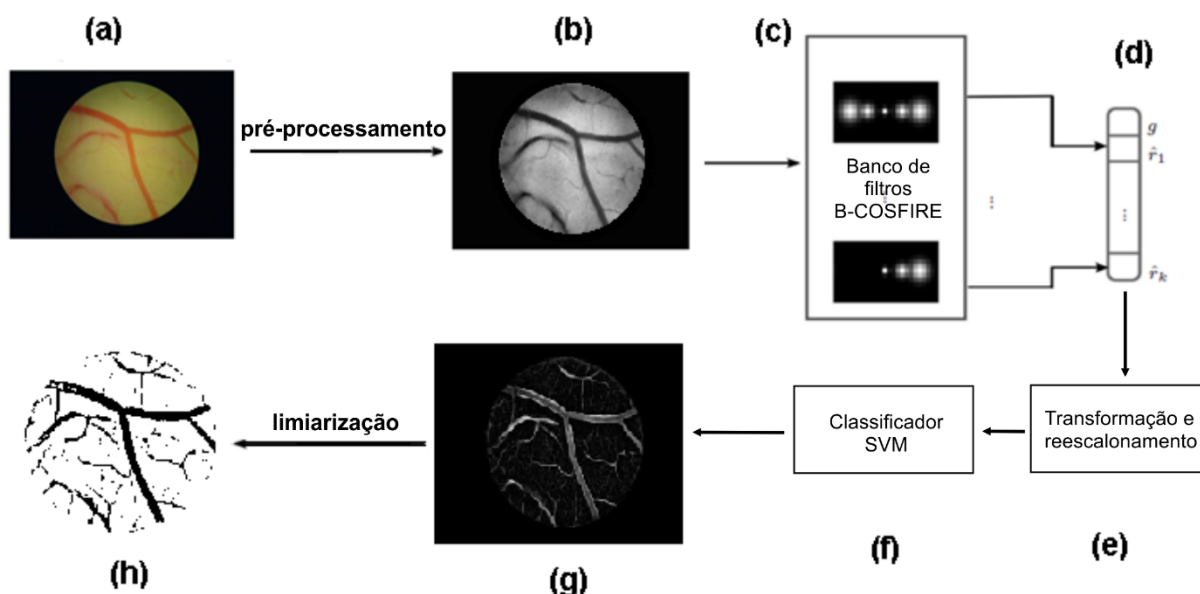 (a)
(b)
(c)
(d)
pré-processamento
Banco de
filtros
B-COSFIRE
...
...
g
r̂₁
...
r̂ₖ
limiarização
Classificador
SVM
Transformação e
reescalonamento
(h)
(g)
(f)
(e)